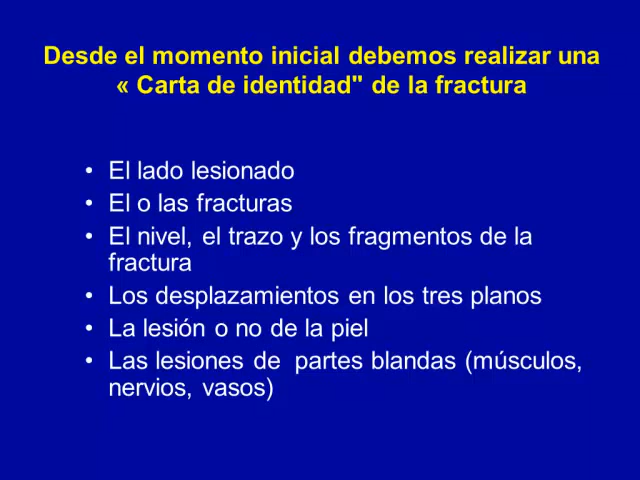 Desde el momento inicial debemos realizar una
« Carta de identidad" de la fractura
• El lado lesionado
• El o las fracturas
• El nivel, el trazo y los fragmentos de la
fractura
• Los desplazamientos en los tres planos
• La lesión o no de la piel
• Las lesiones de partes blandas (músculos,
nervios, vasos)